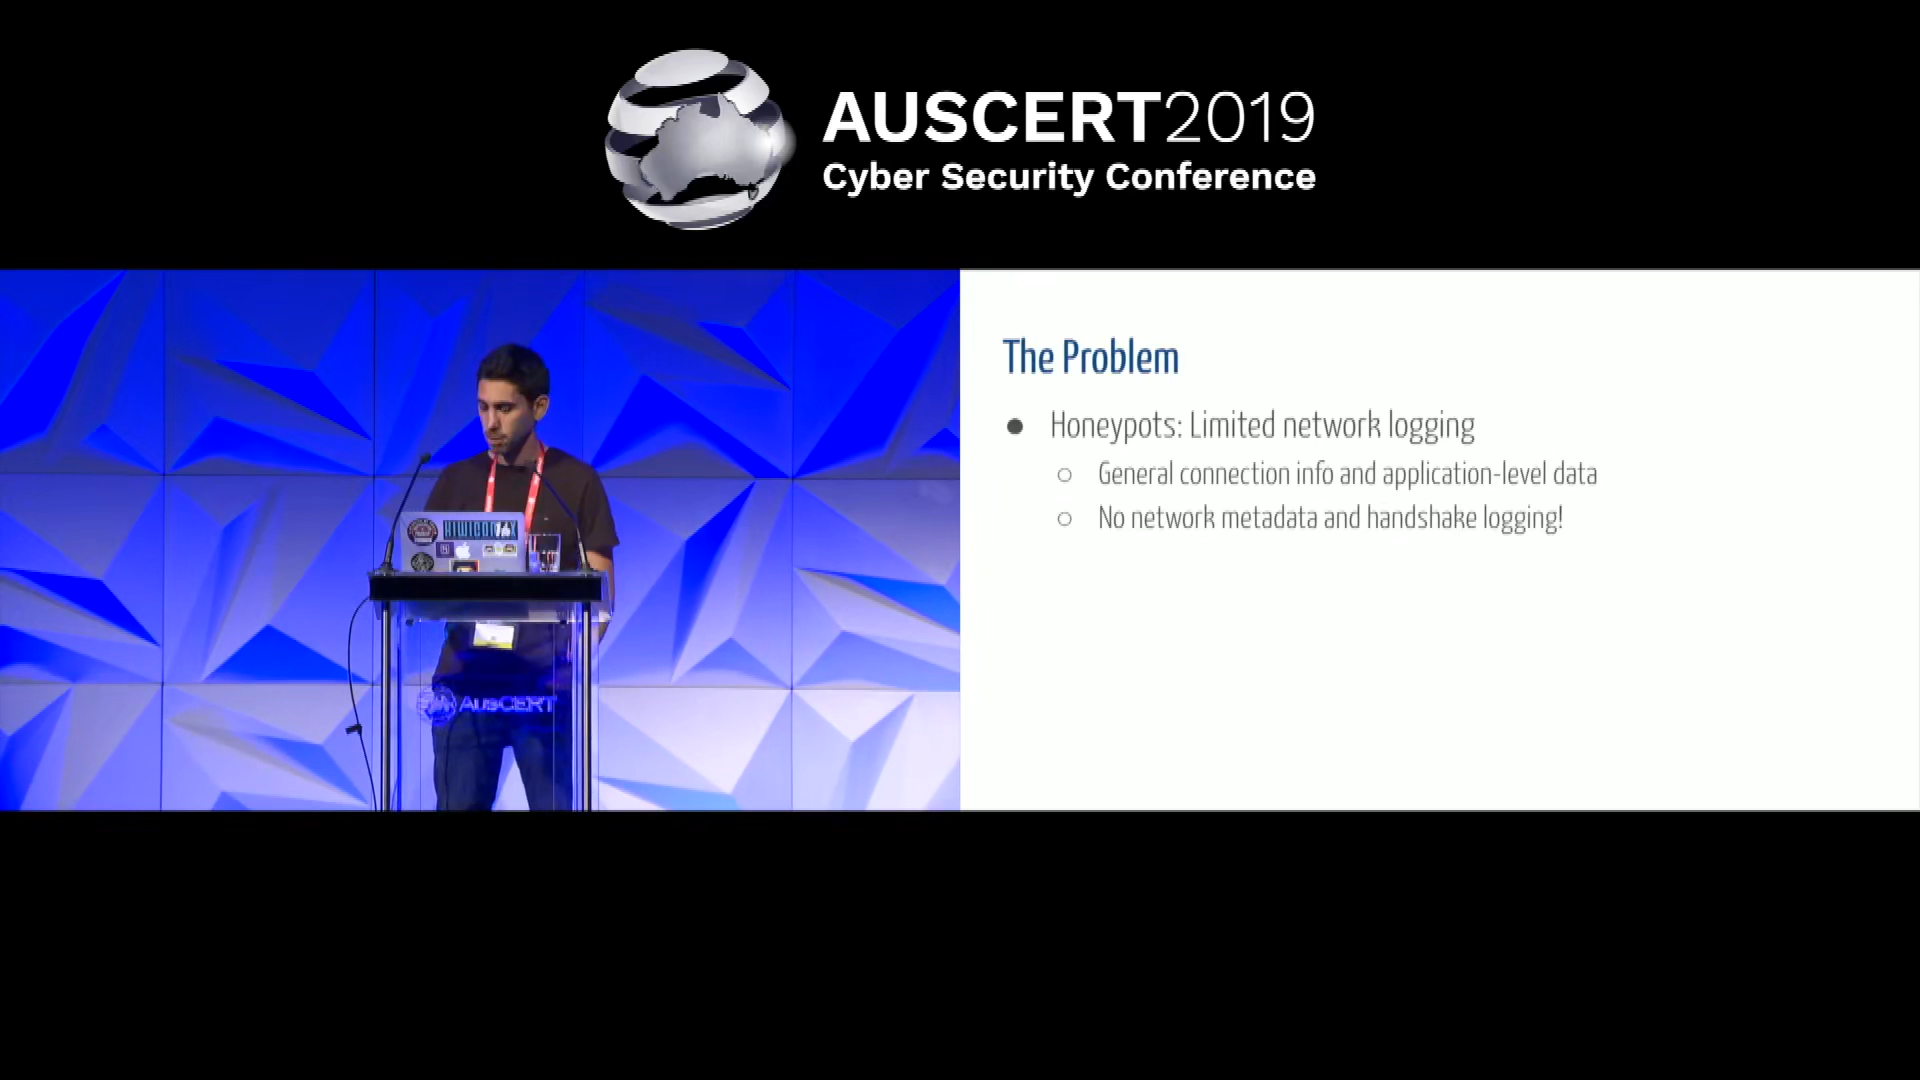 AUSCERT2019
Cyber Security Conference
The Problem
Honeypots: Limited network logging
General connection info and application-level data
No network metadata and handshake logging!
AUSCERT